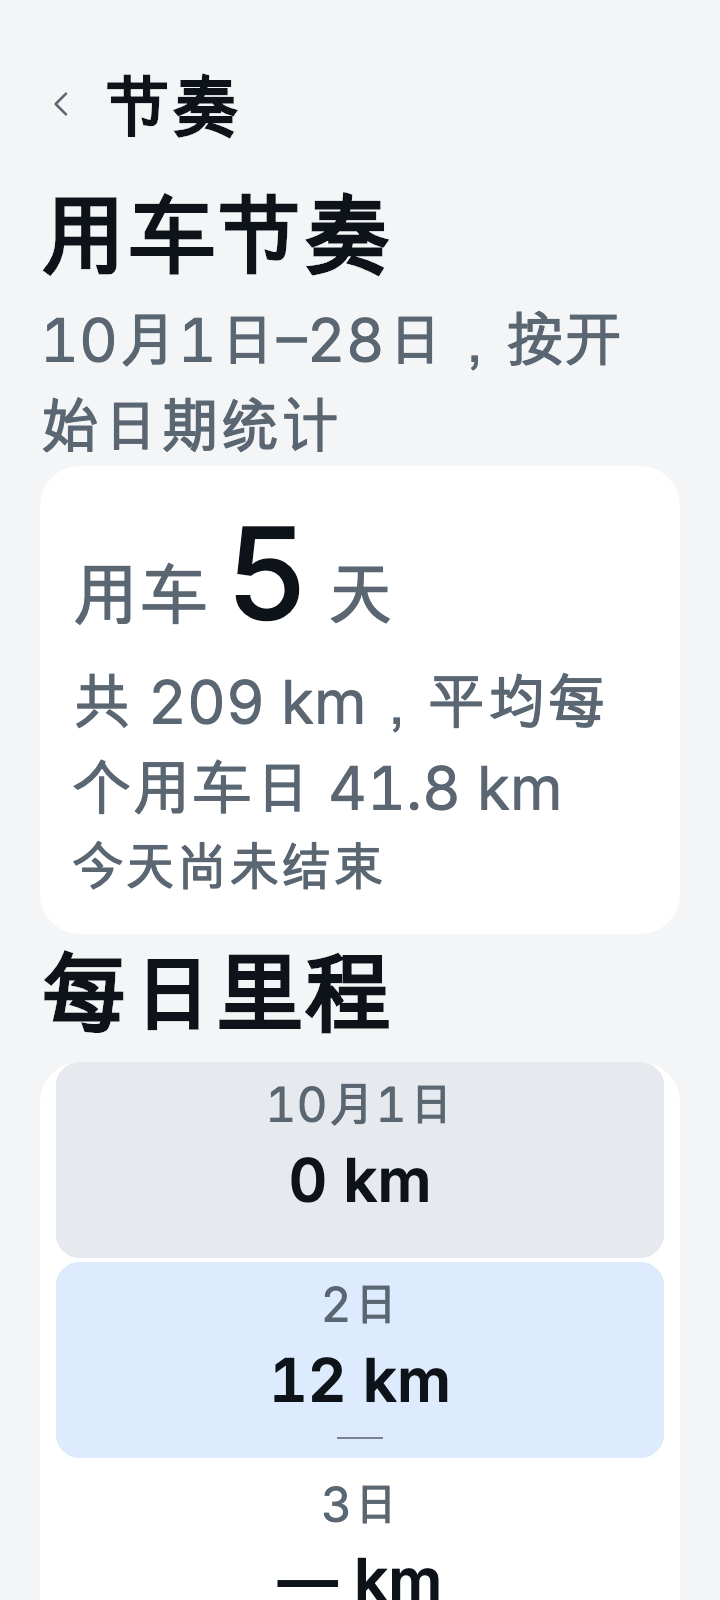 节奏
用车节奏
10月1日–28日，按开
始日期统计
用车 5 天
共 209 km，平均每
个用车日 41.8 km
今天尚未结束
每日里程
10月1日
0 km
2日
12 km
3日
— km